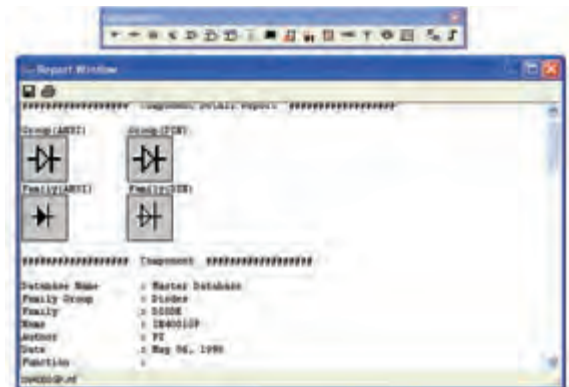 Report Window
################## Component Detail Report ##################
Group(ANSI) Group(DIN)
Family(ANSI) Family(DIN)
################## Component ##################
Database Name : Master Database
Family Group : Diodes
Family : DIODE
Name : 1N4001GP
Author : PZ
Date : May 06, 1998
Function :